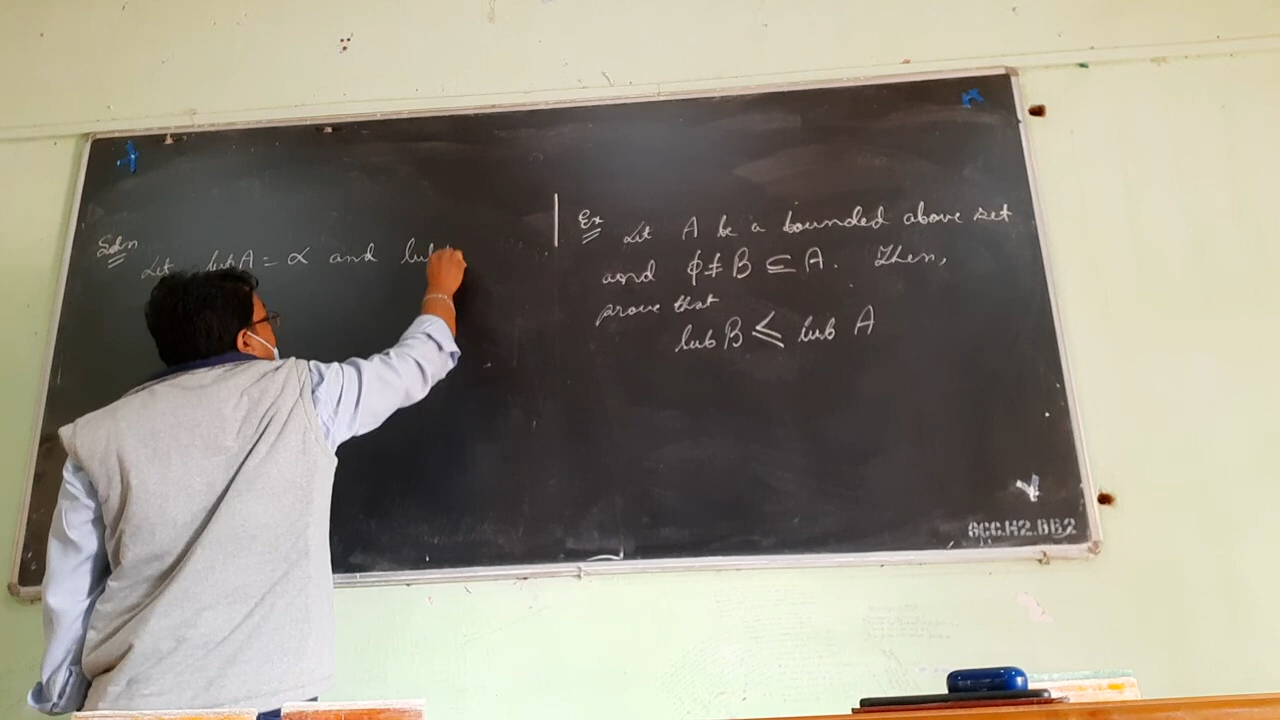 Soln
Let lub A = α and lub
Ex
Let A be a bounded above set
and ϕ ≠ B ⊆ A. Then,
prove that
lub B ≤ lub A
GCC.H2.BB2